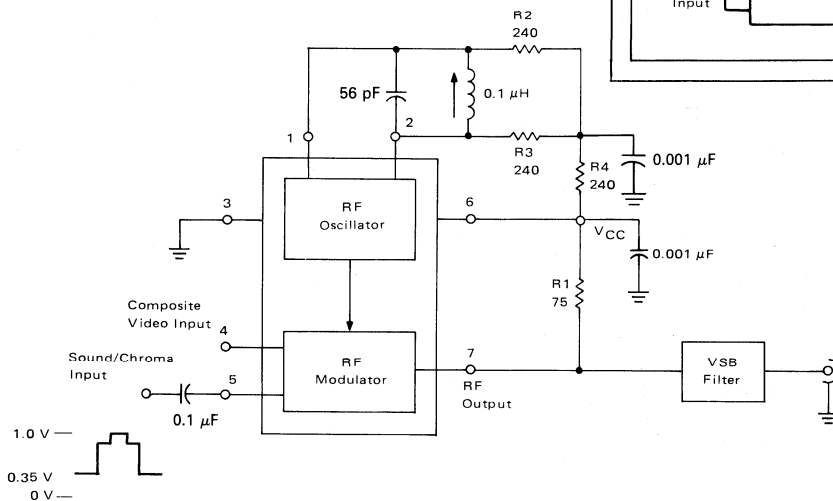 Input
R2
240
56 pF
0.1 μH
1
2
R3
240
R4
240
0.001 μF
3
RF
Oscillator
6
VCC
0.001 μF
R1
75
Composite
Video Input
4
Sound/Chroma
Input
5
0.1 μF
RF
Modulator
7
RF
Output
VSB
Filter
1.0 V
0.35 V
0 V